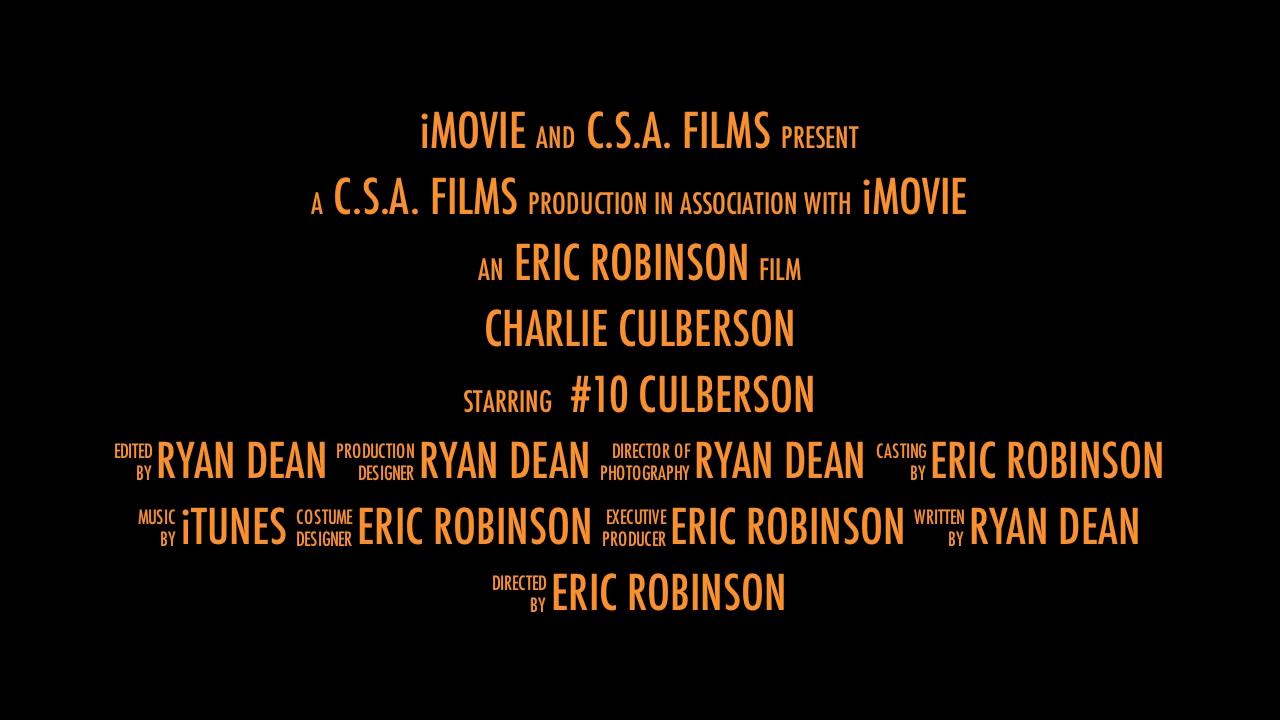 iMOVIE AND C.S.A. FILMS PRESENT
A C.S.A. FILMS PRODUCTION IN ASSOCIATION WITH iMOVIE
AN ERIC ROBINSON FILM
CHARLIE CULBERSON
STARRING #10 CULBERSON
EDITED BY RYAN DEAN PRODUCTION DESIGNER RYAN DEAN DIRECTOR OF PHOTOGRAPHY RYAN DEAN CASTING BY ERIC ROBINSON
MUSIC BY iTUNES COSTUME DESIGNER ERIC ROBINSON EXECUTIVE PRODUCER ERIC ROBINSON WRITTEN BY RYAN DEAN
DIRECTED BY ERIC ROBINSON